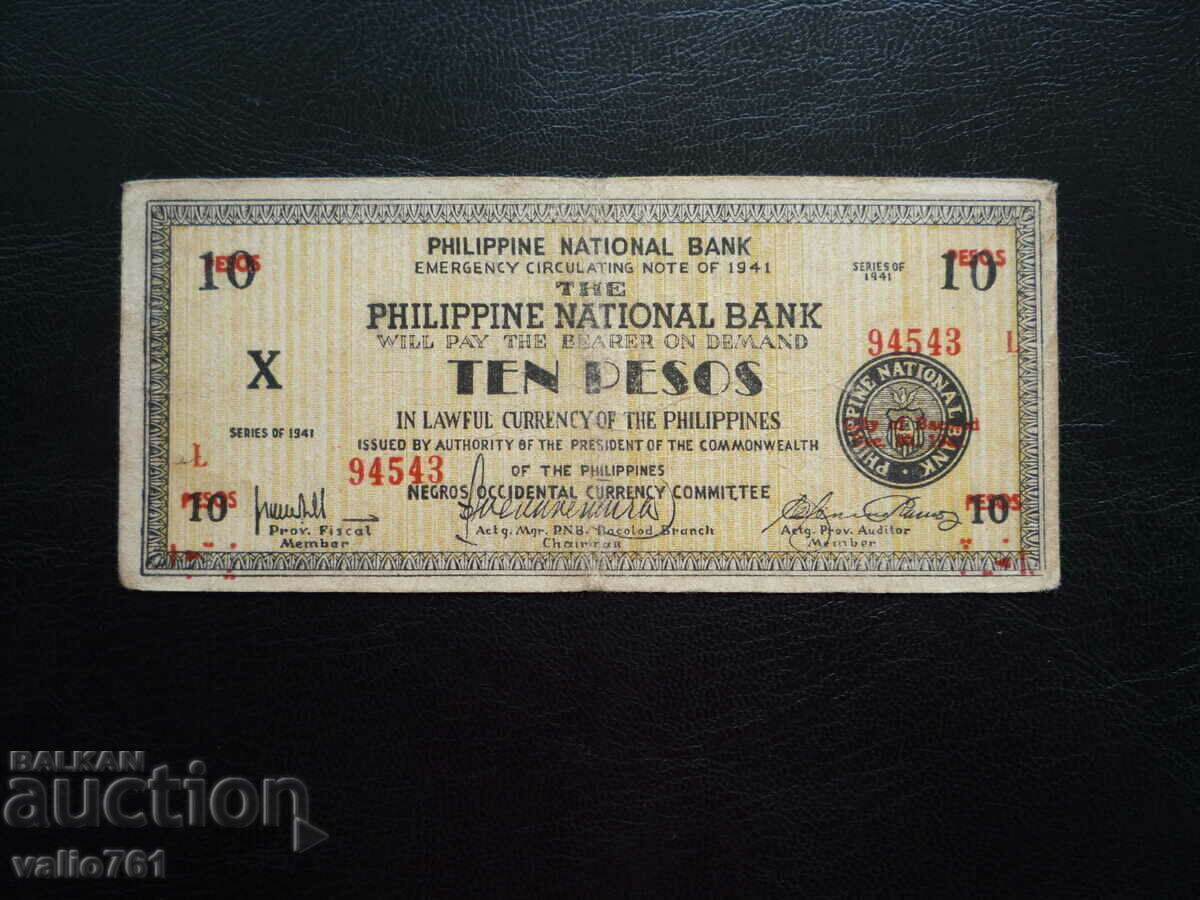 PHILIPPINE NATIONAL BANK
EMERGENCY CIRCULATING NOTE OF 1941
10 PESOS
SERIES OF 1941
10 PESOS
THE
PHILIPPINE NATIONAL BANK
WILL PAY THE BEARER ON DEMAND
94543 L
X
TEN PESOS
IN LAWFUL CURRENCY OF THE PHILIPPINES
SERIES OF 1941
ISSUED BY AUTHORITY OF THE PRESIDENT OF THE COMMONWEALTH
PHILIPPINE NATIONAL BANK
City of Bacolod
L 94543
OF THE PHILIPPINES
NEGROS OCCIDENTAL CURRENCY COMMITTEE
10 PESOS
10 PESOS
Prov. Fiscal
Member
Actg. Mgr. P.N.B. Bacolod Branch
Chairman
Actg. Prov. Auditor
Member
BALKAN
auction
valio761